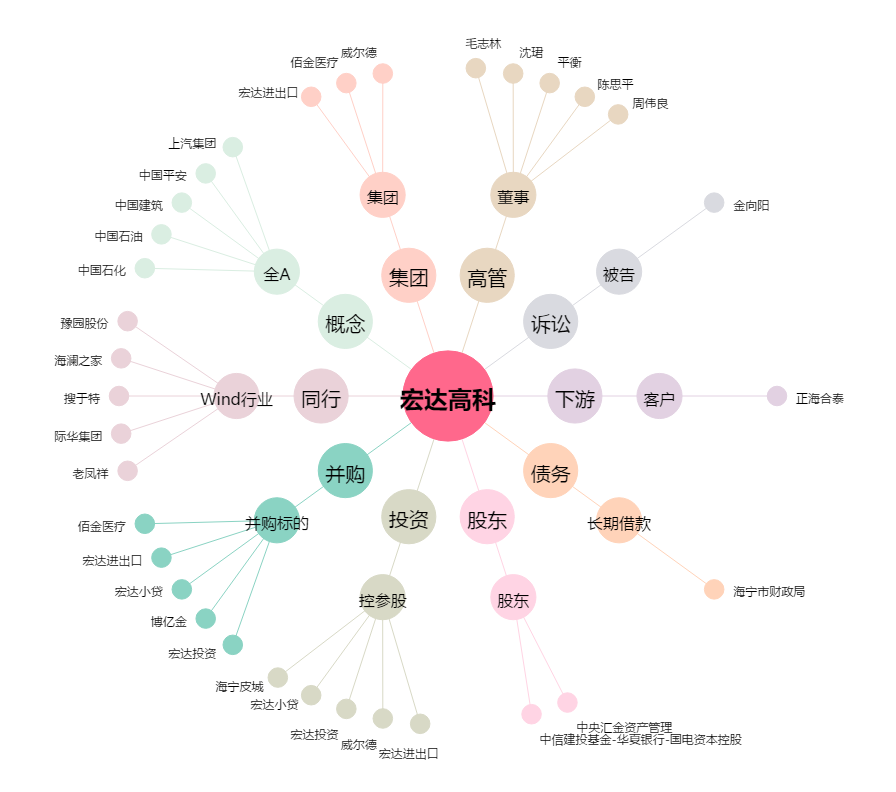 毛志林
沈珺
威尔德
平衡
佰金医疗
陈思平
宏达进出口
周伟良
上汽集团
中国平安
集团
董事
中国建筑
金向阳
中国石油
中国石化
全A
集团
高管
被告
豫园股份
概念
诉讼
海澜之家
搜于特
Wind行业
同行
宏达高科
下游
客户
正海合泰
际华集团
老凤祥
并购
债务
佰金医疗
并购标的
投资
股东
长期借款
宏达进出口
宏达小贷
控参股
股东
海宁市财政局
博亿金
宏达投资
海宁皮城
宏达小贷
宏达投资
威尔德
宏达进出口
中央汇金资产管理
中信建投基金-华夏银行-国电资本控股